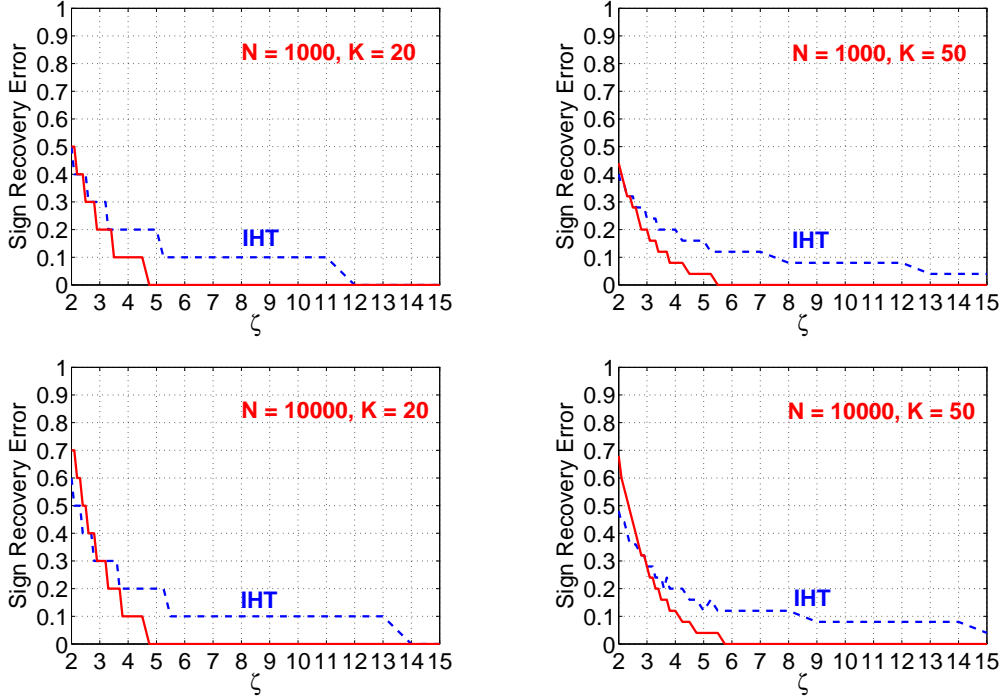 Sign Recovery Error
1
0.9
0.8
0.7
0.6
0.5
0.4
0.3
0.2
0.1
0
N = 1000, K = 20
IHT
2 3 4 5 6 7 8 9 10 11 12 13 14 15
ζ
Sign Recovery Error
1
0.9
0.8
0.7
0.6
0.5
0.4
0.3
0.2
0.1
0
N = 1000, K = 50
IHT
2 3 4 5 6 7 8 9 10 11 12 13 14 15
ζ
Sign Recovery Error
1
0.9
0.8
0.7
0.6
0.5
0.4
0.3
0.2
0.1
0
N = 10000, K = 20
IHT
2 3 4 5 6 7 8 9 10 11 12 13 14 15
ζ
Sign Recovery Error
1
0.9
0.8
0.7
0.6
0.5
0.4
0.3
0.2
0.1
0
N = 10000, K = 50
IHT
2 3 4 5 6 7 8 9 10 11 12 13 14 15
ζ